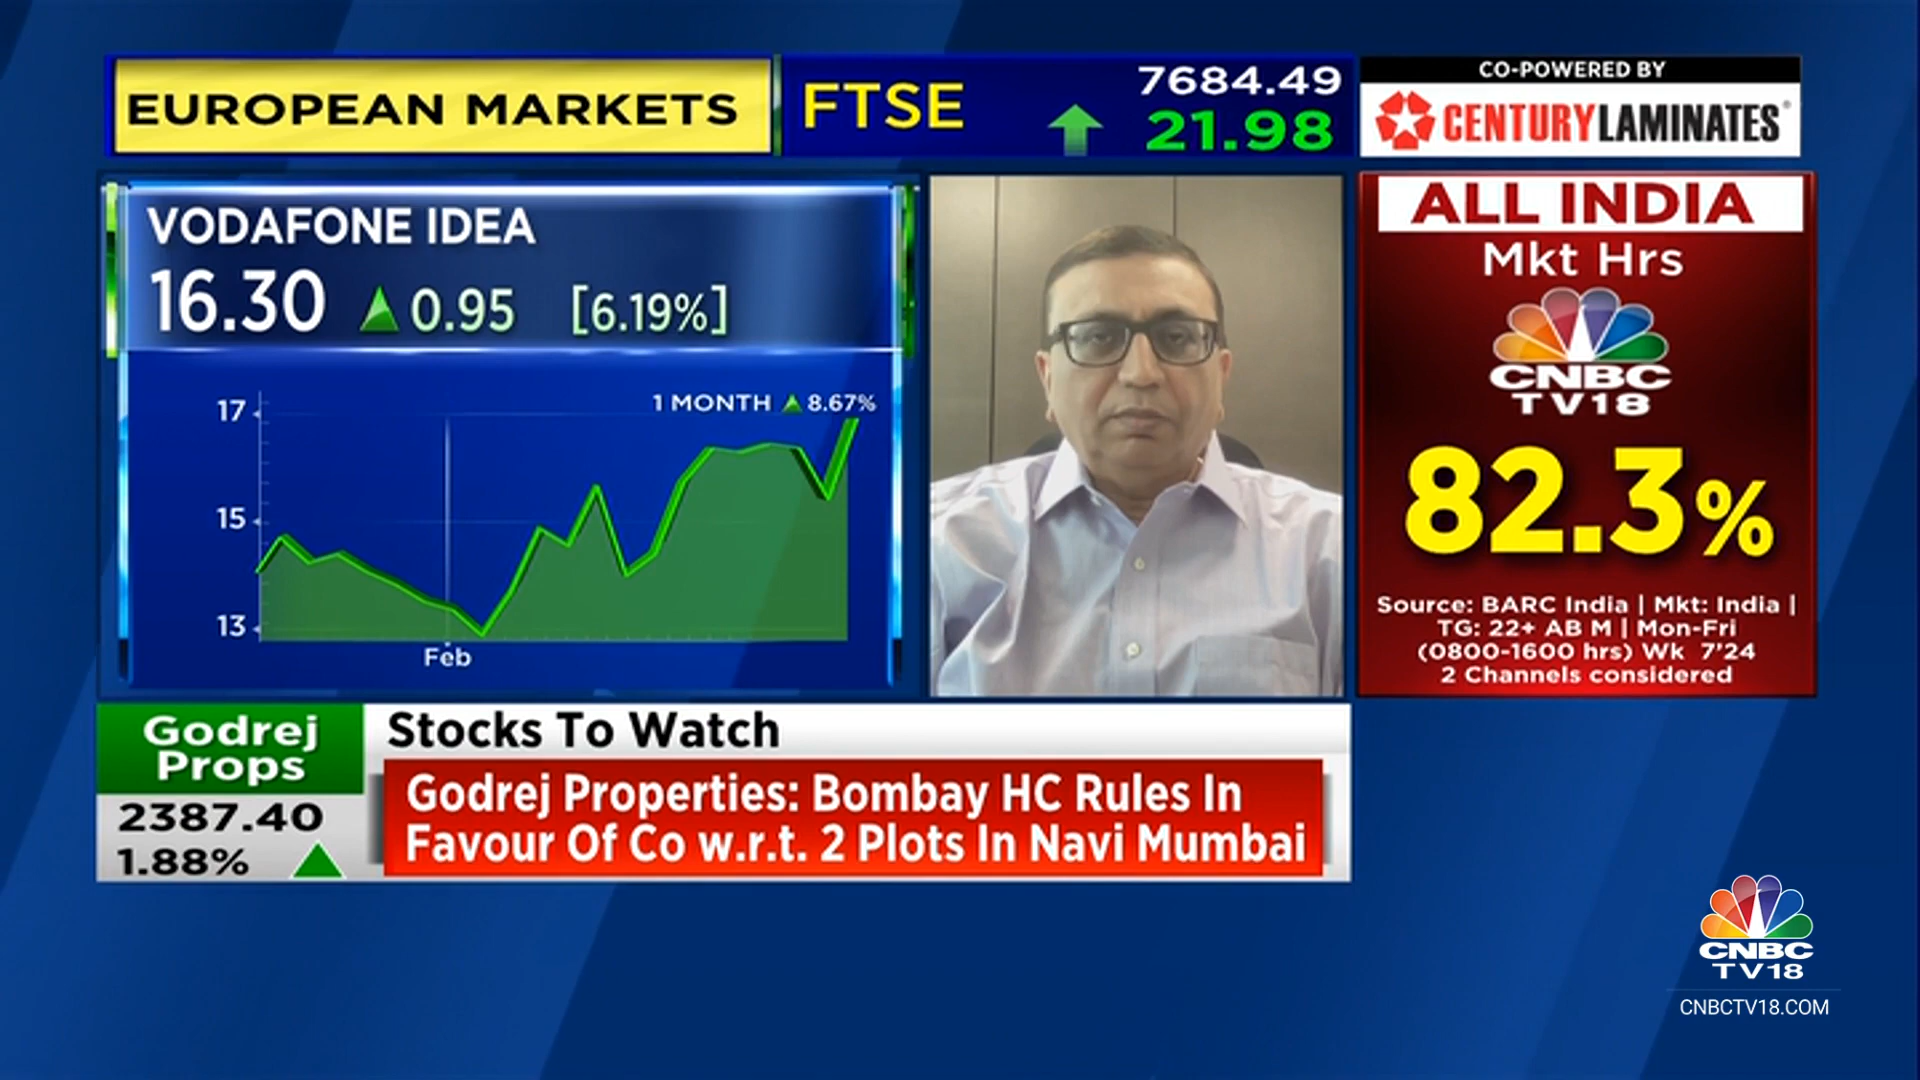 EUROPEAN MARKETS
FTSE
7684.49
21.98
CO-POWERED BY
CENTURYLAMINATES
VODAFONE IDEA
16.30 0.95 [6.19%]
1 MONTH 8.67%
17
15
13
Feb
ALL INDIA
Mkt Hrs
CNBC
TV18
82.3%
Source: BARC India | Mkt: India |
TG: 22+ AB M | Mon-Fri
(0800-1600 hrs) Wk 7'24
2 Channels considered
Godrej
Props
2387.40
1.88%
Stocks To Watch
Godrej Properties: Bombay HC Rules In
Favour Of Co w.r.t. 2 Plots In Navi Mumbai
CNBC
TV18
CNBCTV18.COM